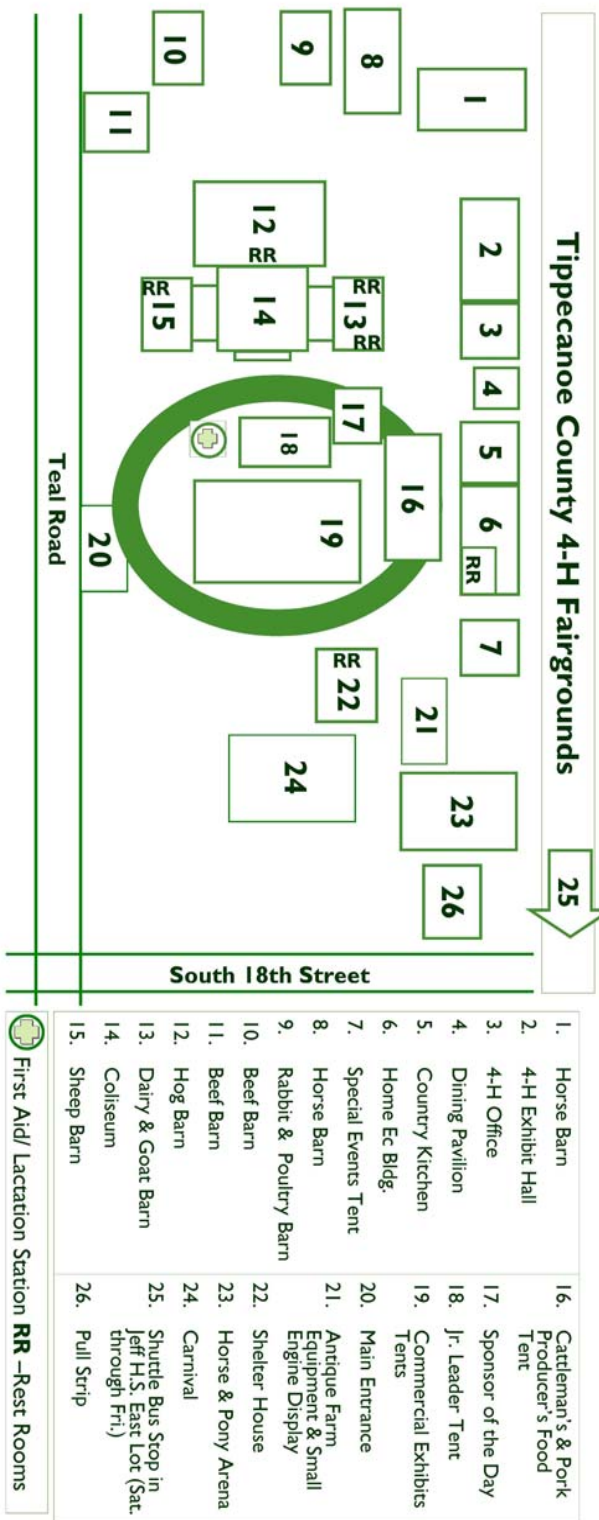 Tippecanoe County 4-H Fairgrounds
25
1
2
3
4
5
6
RR
7
8
9
10
11
12
RR
13
RR
RR
14
15
RR
16
17
18
19
20
21
22
RR
23
24
26
Teal Road
South 18th Street
1. Horse Barn
2. 4-H Exhibit Hall
3. 4-H Office
4. Dining Pavilion
5. Country Kitchen
6. Home Ec Bldg.
7. Special Events Tent
8. Horse Barn
9. Rabbit & Poultry Barn
10. Beef Barn
11. Beef Barn
12. Hog Barn
13. Dairy & Goat Barn
14. Coliseum
15. Sheep Barn
16. Cattleman's & Pork
Producer's Food
Tent
17. Sponsor of the Day
18. Jr. Leader Tent
19. Commercial Exhibits
Tents
20. Main Entrance
21. Antique Farm
Equipment & Small
Engine Display
22. Shelter House
23. Horse & Pony Arena
24. Carnival
25. Shuttle Bus Stop in
Jeff H.S. East Lot (Sat.
through Fri.)
26. Pull Strip
First Aid/ Lactation Station RR –Rest Rooms